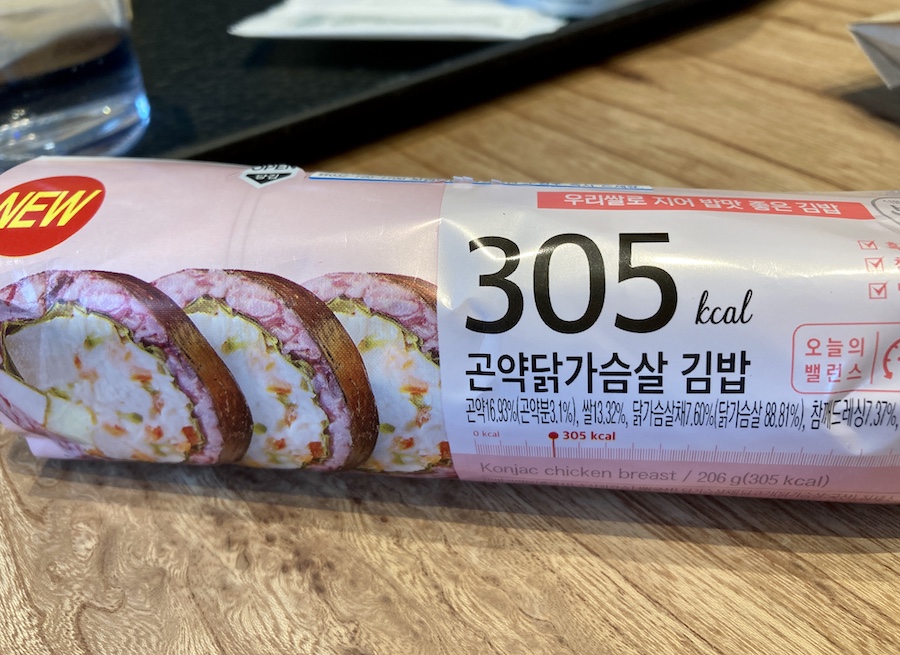 NEW
OPEN
당김
우리쌀로 지어 밥맛 좋은 김밥
305 kcal
곤약닭가슴살 김밥
곤약16.93%(곤약분3.1%), 쌀13.32%, 닭가슴살채7.60%(닭가슴살 88.81%), 참깨드레싱7.37%,
0 kcal
305 kcal
Konjac chicken breast / 206 g(305 kcal)
오늘의
밸런스